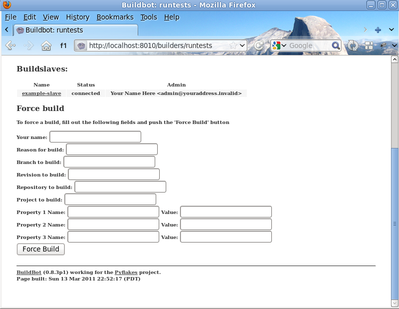 Buildbot: runtests - Mozilla Firefox
File Edit View History Bookmarks Tools Help
Buildbot: runtests
f1 http://localhost:8010/builders/runtests Google
Buildslaves:
Name Status Admin
example-slave connected Your Name Here <admin@youraddress.invalid>
Force build
To force a build, fill out the following fields and push the 'Force Build' button
Your name:
Reason for build:
Branch to build:
Revision to build:
Repository to build:
Project to build:
Property 1 Name: Value:
Property 2 Name: Value:
Property 3 Name: Value:
Force Build
BuildBot (0.8.3p1) working for the PyBakes project.
Page built: Sun 13 Mar 2011 22:52:17 (PDT)